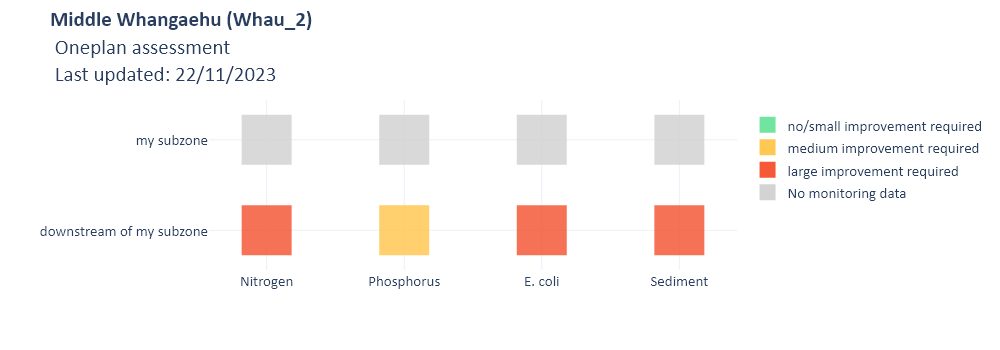 Middle Whangaehu (Whau_2)
Oneplan assessment
Last updated: 22/11/2023
my subzone
downstream of my subzone
Nitrogen
Phosphorus
E. coli
Sediment
no/small improvement required
medium improvement required
large improvement required
No monitoring data